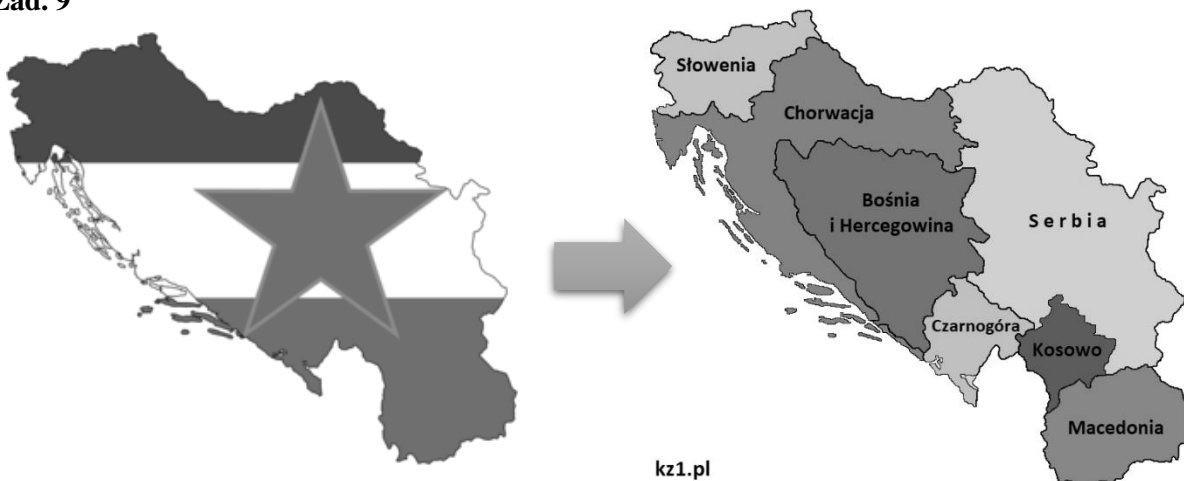 Zad. 9
Słowenia
Chorwacja
Bośnia
i Hercegowina
Serbia
Czarnogóra
Kosowo
Macedonia
kz1.pl